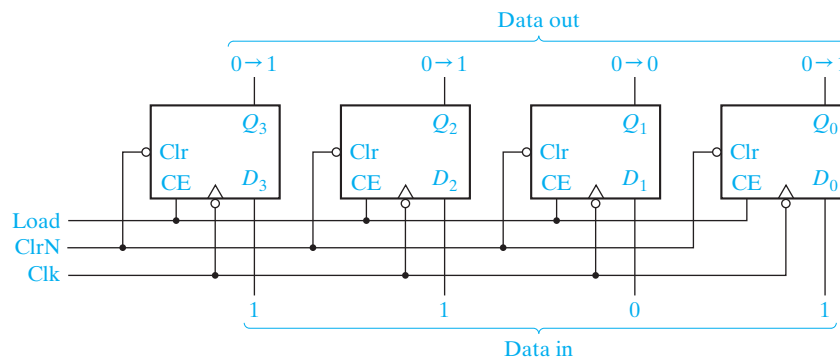 Data out
0→1 0→1 0→0 0→1
Q3 Q2 Q1 Q0
Clr Clr Clr Clr
CE D3 CE D2 CE D1 CE D0
Load
ClrN
Clk
1 1 0 1
Data in